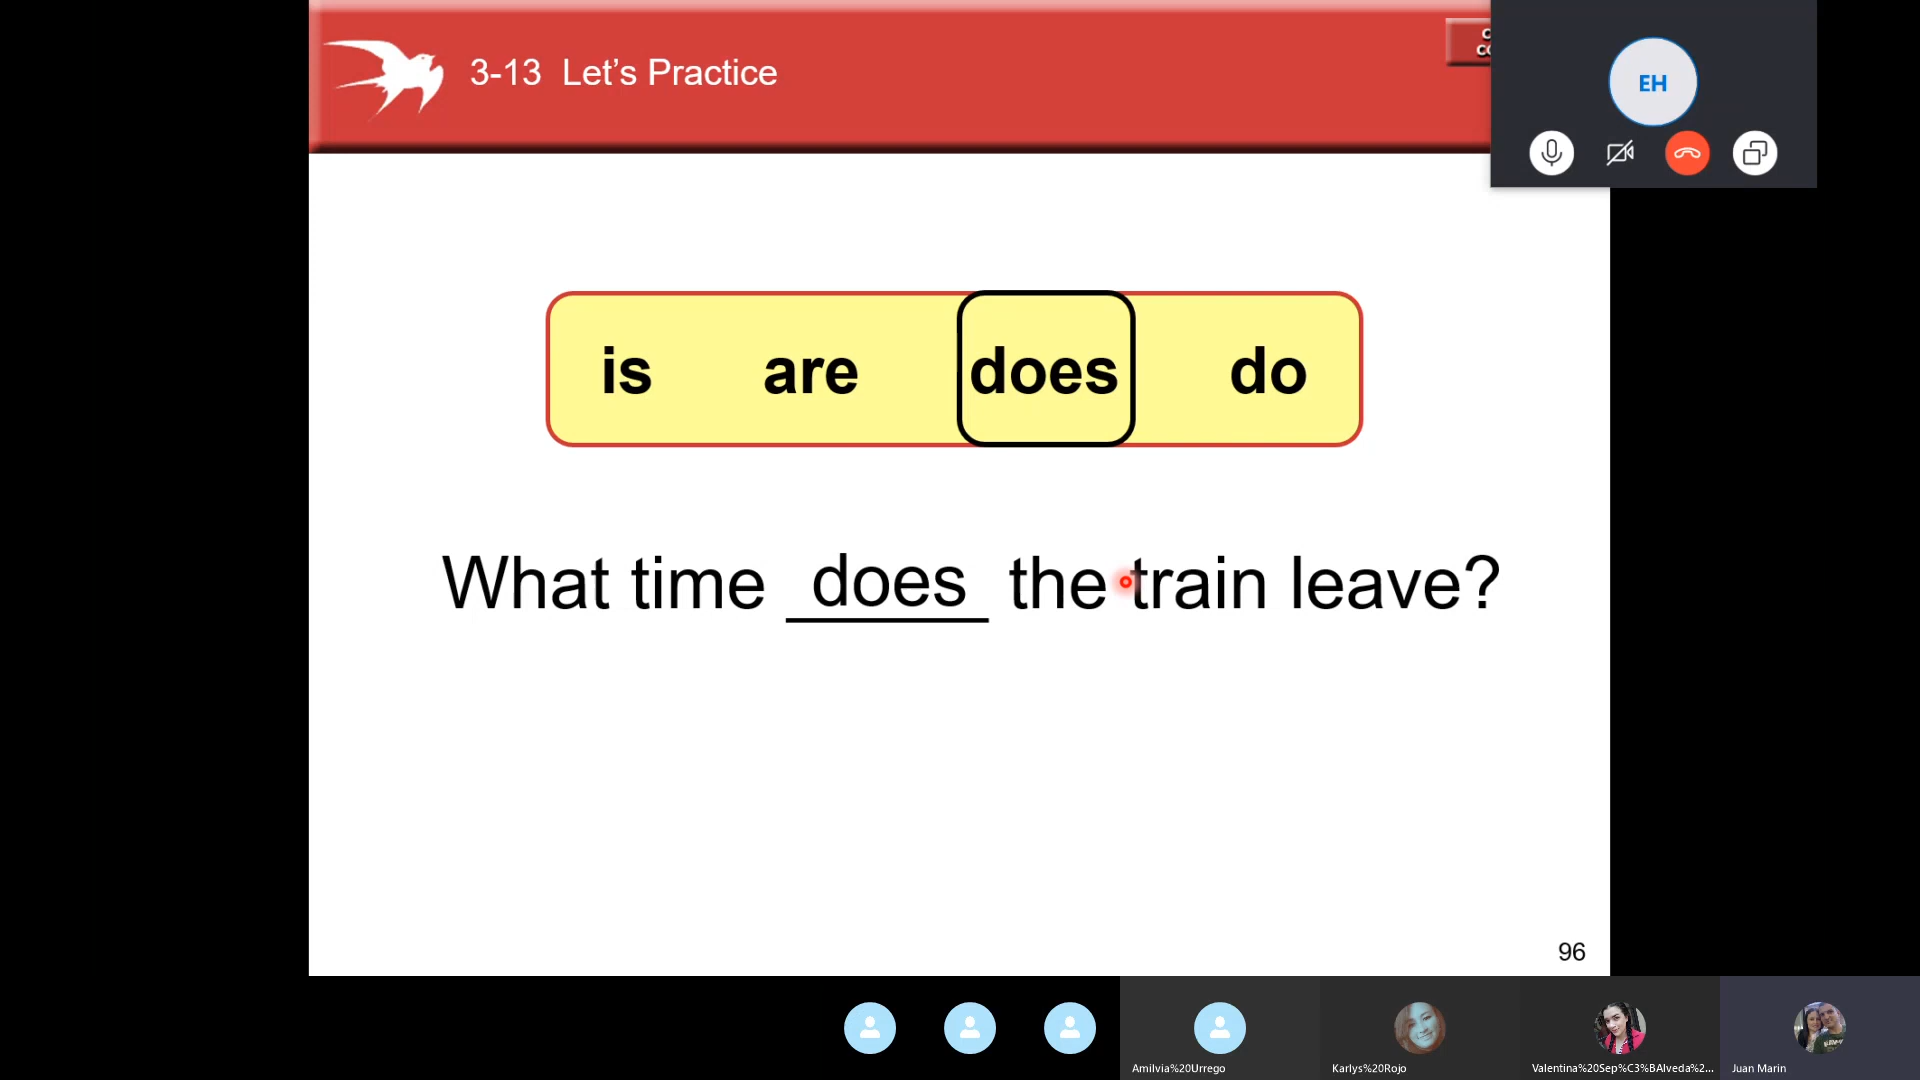 3-13 Let's Practice
EH
is are does do
What time does the train leave?
96
Amilvia%20Urrego
Karlys%20Rojo
Valentina%20Sep%C3%BAlveda%2...
Juan Marin